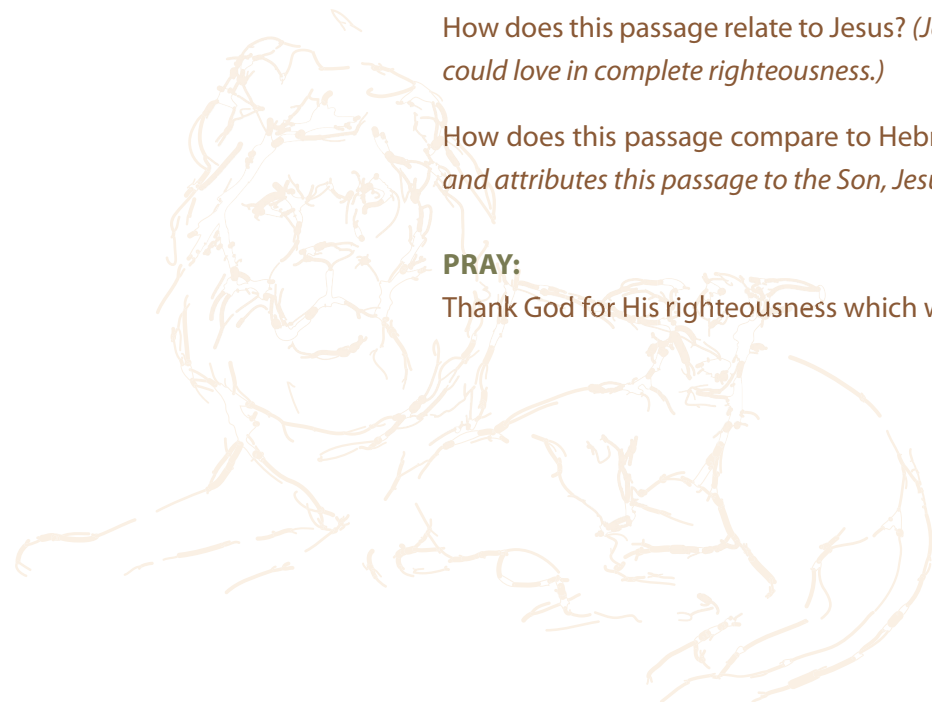 How does this passage relate to Jesus? (J
could love in complete righteousness.)
How does this passage compare to Heb
and attributes this passage to the Son, Jes
PRAY:
Thank God for His righteousness which